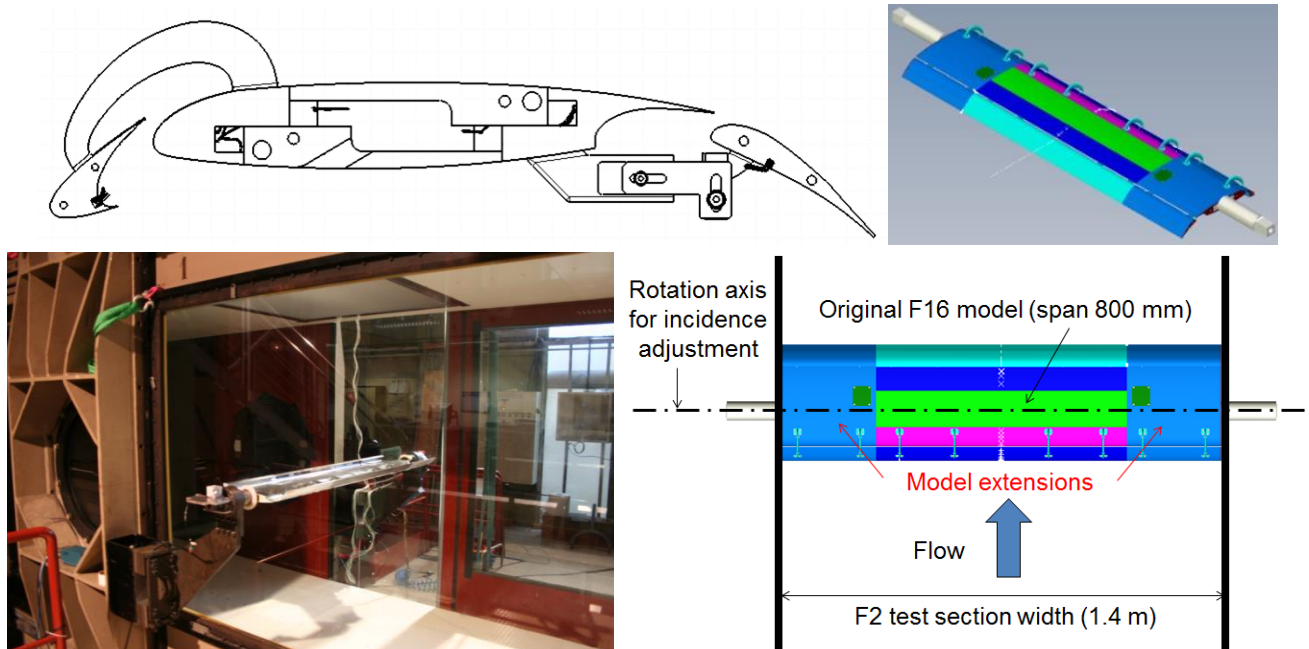 Rotation axis
for incidence
adjustment
Original F16 model (span 800 mm)
Model extensions
Flow
F2 test section width (1.4 m)